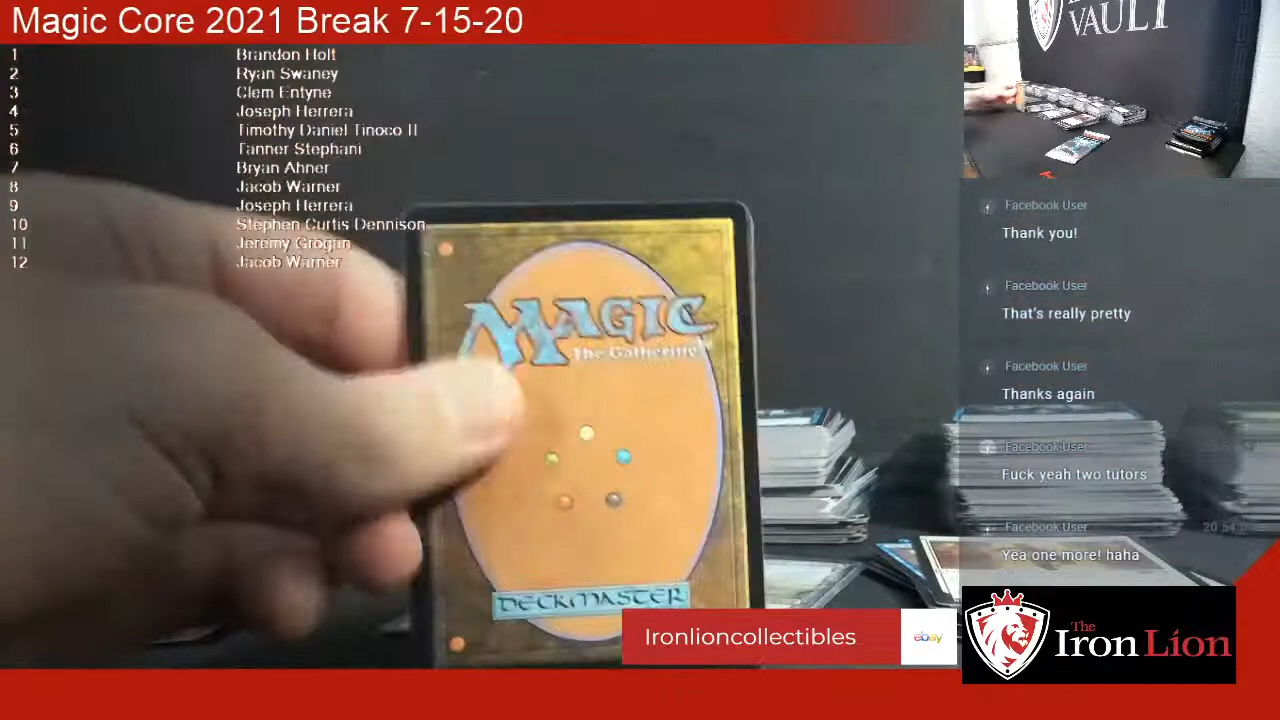 Magic Core 2021 Break 7-15-20
1 Brandon Holt
2 Ryan Swaney
3 Clem Entyne
4 Joseph Herrera
5 Timothy Daniel Tinoco II
6 Tanner Stephani
7 Bryan Ahner
8 Jacob Warner
9 Joseph Herrera
10 Stephen Curtis Dennison
11 Jeremy Grogan
12 Jacob Warner
VAULT
Facebook User
Thank you!
Facebook User
That's really pretty
Facebook User
Thanks again
Facebook User
Fuck yeah two tutors
Facebook User
Yea one more! haha
MAGIC
The Gathering
DECKMASTER
Ironlioncollectibles
ebay
The
Iron Lion